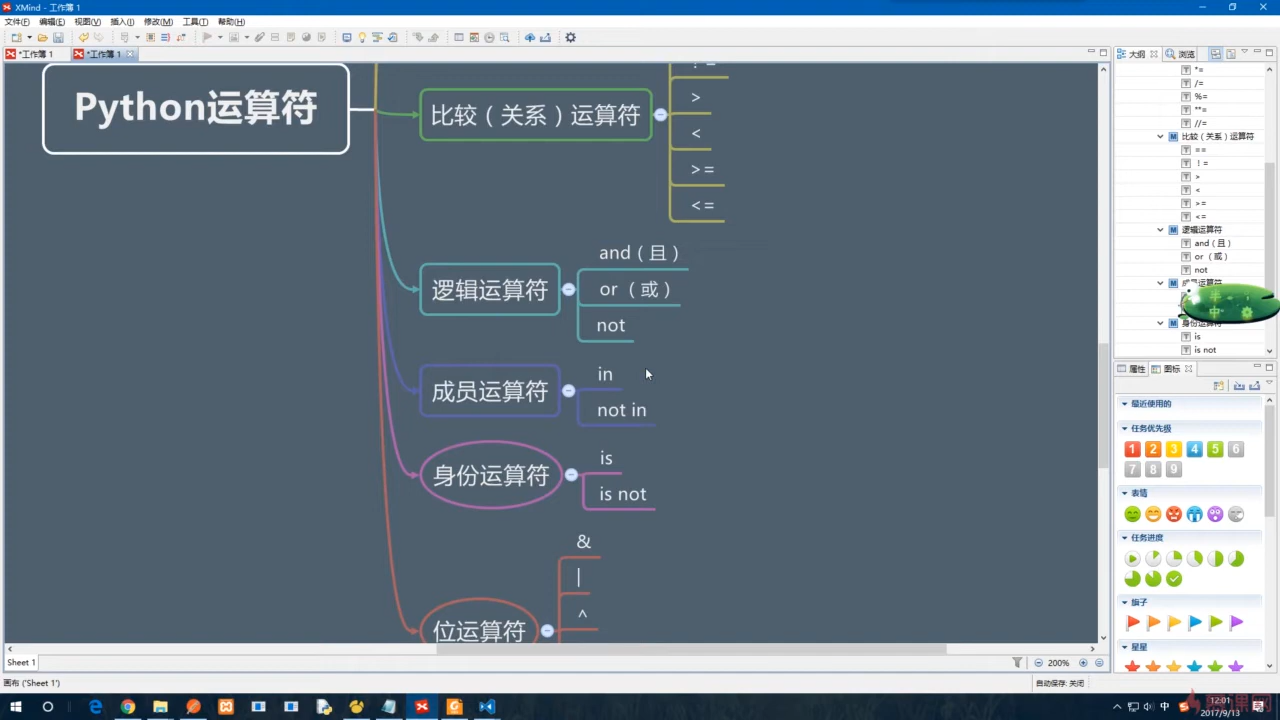 XMind - 工作簿 1
文件(F) 编辑(E) 视图(V) 插入(I) 修改(M) 工具(T) 帮助(H)
*工作簿 1
*工作簿 1
Python运算符
比较（关系）运算符
! =
>
<
> =
< =
逻辑运算符
and（且）
or （或）
not
成员运算符
in
not in
身份运算符
is
is not
位运算符
&
|
^
大纲
浏览
*=
/=
%=
**=
//=
比较（关系）运算符
==
！=
>
<
>=
<=
逻辑运算符
and（且）
or（或）
not
身份运算符
is
is not
属性
图标
最近使用的
任务优先级
1 2 3 4 5 6
7 8 9
表情
任务进度
旗子
星星
Sheet 1
200%
画布 ('Sheet 1')
自动保存: 关闭
中
12:01
2017/9/13